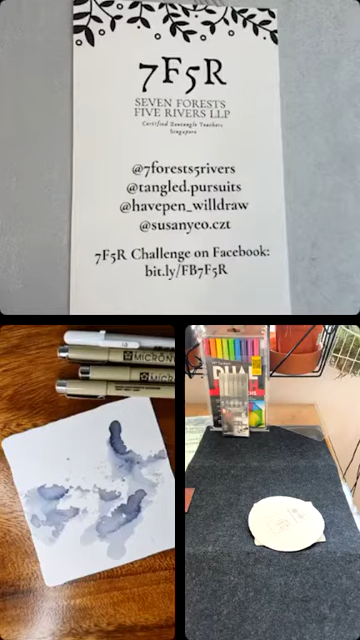 7F5R
SEVEN FORESTS
FIVE RIVERS LLP
Certified Zentangle Teachers
Singapore
@7forests5rivers
@tangled.pursuits
@havepen_willdraw
@susanyeo.czt
7F5R Challenge on Facebook:
bit.ly/FB7F5R
MICRON
MICRON
DUAL